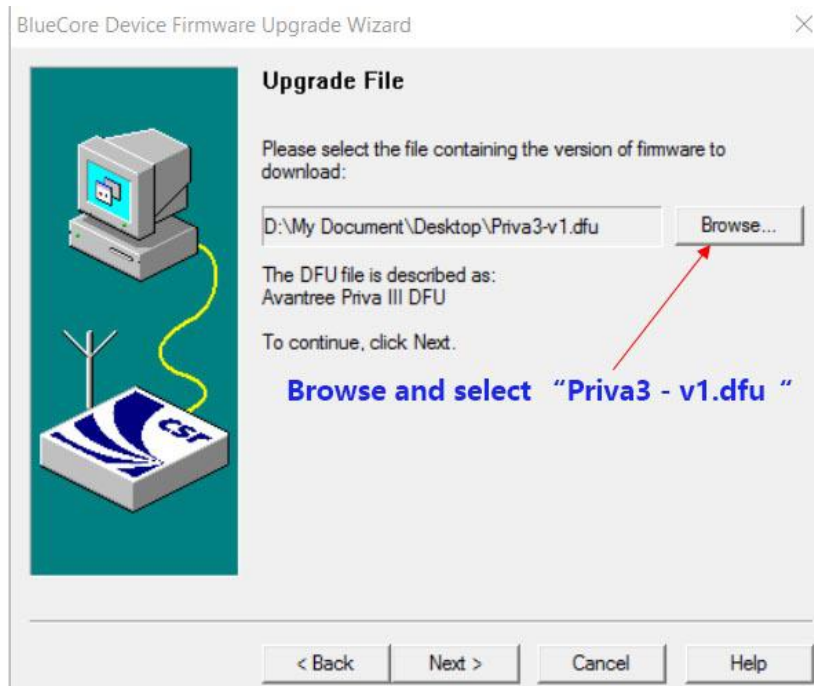 BlueCore Device Firmware Upgrade Wizard
Upgrade File
Please select the file containing the version of firmware to
download:
D:\My Document\Desktop\Priva3-v1.dfu
Browse...
The DFU file is described as:
Avantree Priva III DFU
To continue, click Next.
Browse and select “Priva3 - v1.dfu “
csr
< Back
Next >
Cancel
Help